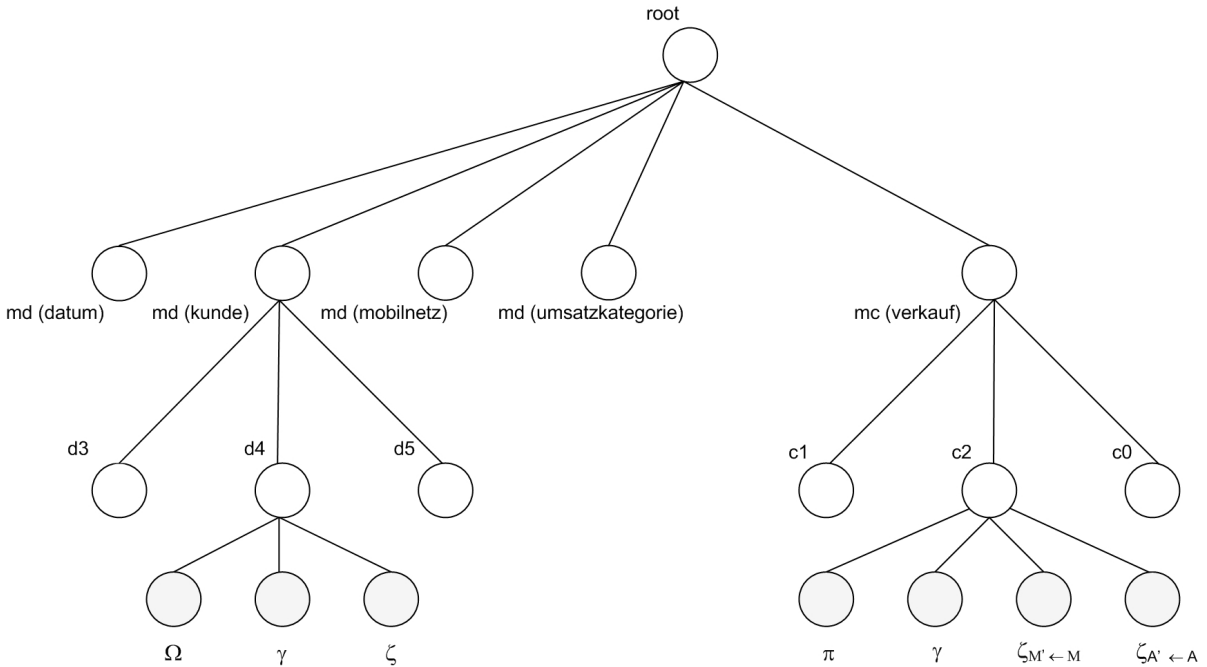 root
md (datum)
md (kunde)
md (mobilnetz)
md (umsatzkategorie)
mc (verkauf)
d3
d4
d5
c1
c2
c0
Ω
γ
ζ
π
γ
ζM' ← M
ζA' ← A